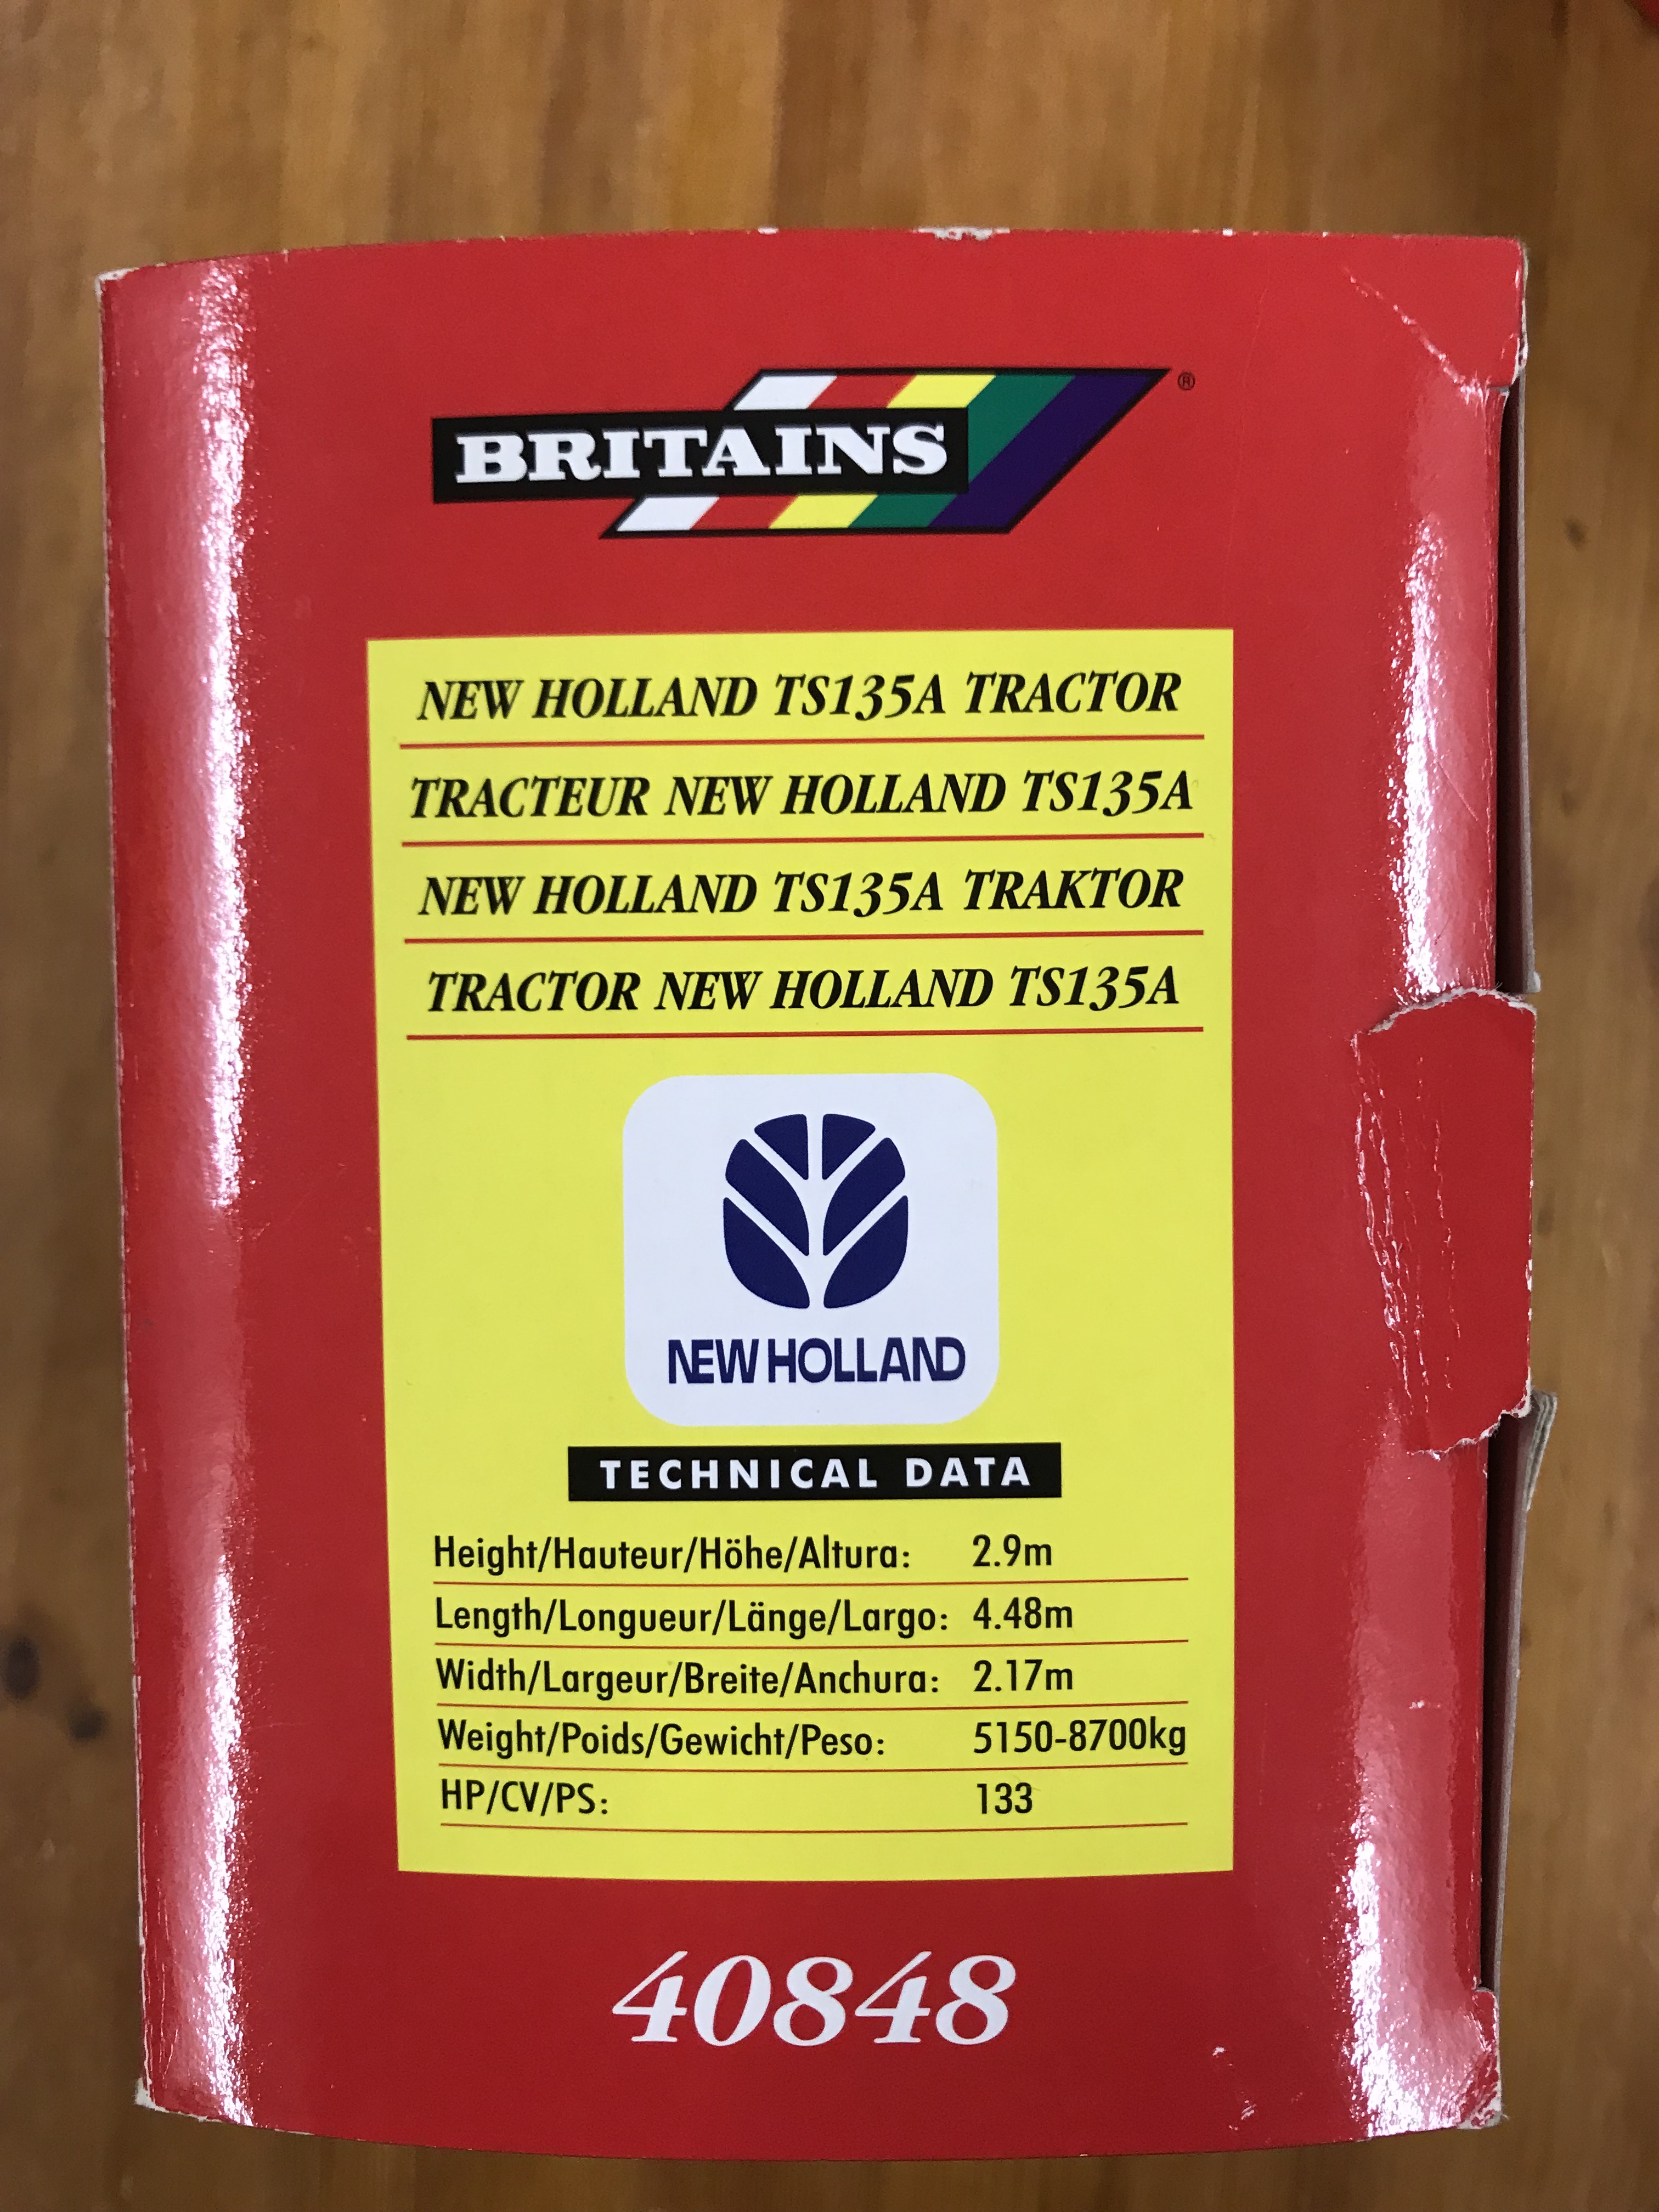 BRITAINS ®
NEW HOLLAND TS135A TRACTOR
TRACTEUR NEW HOLLAND TS135A
NEW HOLLAND TS135A TRAKTOR
TRACTOR NEW HOLLAND TS135A
NEW HOLLAND
TECHNICAL DATA
Height/Hauteur/Höhe/Altura: 2.9m
Length/Longueur/Länge/Largo: 4.48m
Width/Largeur/Breite/Anchura: 2.17m
Weight/Poids/Gewicht/Peso: 5150-8700kg
HP/CV/PS: 133
40848